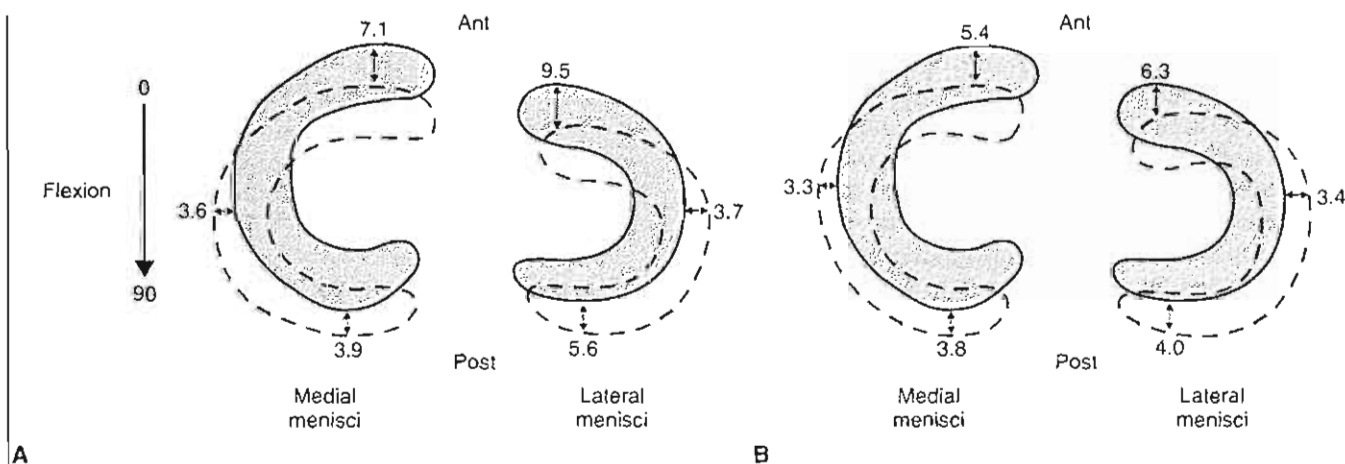 Ant
7.1
5.4
9.5
6.3
0
Flexion
3.6
3.7
3.3
3.4
90
3.9
5.6
3.8
4.0
Post
Post
Medial
menisci
Lateral
menisci
Medial
menisci
Lateral
menisci
A
B
Ant